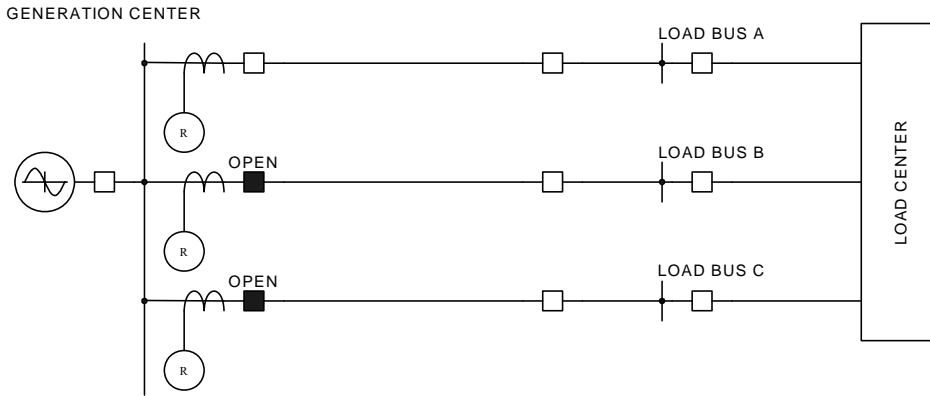 GENERATION CENTER
LOAD BUS A
R
OPEN
LOAD BUS B
R
OPEN
LOAD BUS C
R
LOAD CENTER